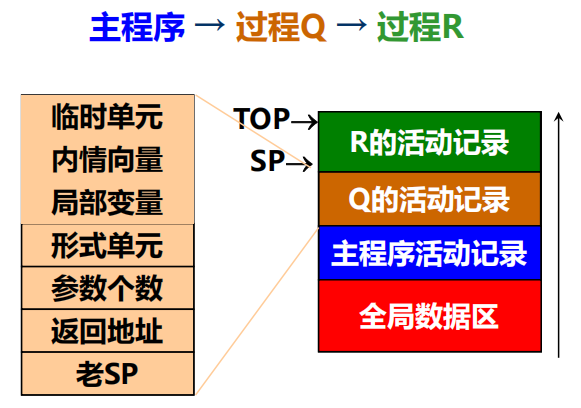 主程序 → 过程Q → 过程R
临时单元
内情向量
局部变量
形式单元
参数个数
返回地址
老SP
TOP→
SP→
R的活动记录
Q的活动记录
主程序活动记录
全局数据区